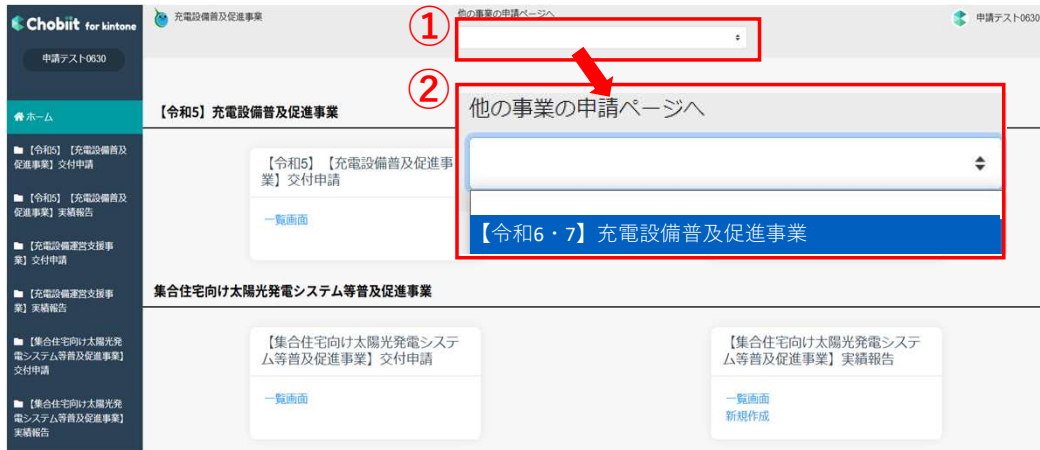 Chobiit for kintone
申請テスト0630
充電設備普及促進事業
①
他の事業の申請ページへ
申請テスト0630
②
他の事業の申請ページへ
【令和6・7】充電設備普及促進事業
ホーム
【令和5】【充電設備普及
促進事業】交付申請
【令和5】【充電設備普及
促進事業】実績報告
【充電設備運営支援事
業】交付申請
【充電設備運営支援事
業】実績報告
【集合住宅向け太陽光発
電システム等普及促進事業】
交付申請
【集合住宅向け太陽光発
電システム等普及促進事業】
実績報告
【令和5】充電設備普及促進事業
【令和5】【充電設備普及促進事
業】交付申請
一覧画面
集合住宅向け太陽光発電システム等普及促進事業
【集合住宅向け太陽光発電システ
ム等普及促進事業】交付申請
一覧画面
【集合住宅向け太陽光発電システ
ム等普及促進事業】実績報告
一覧画面
新規作成